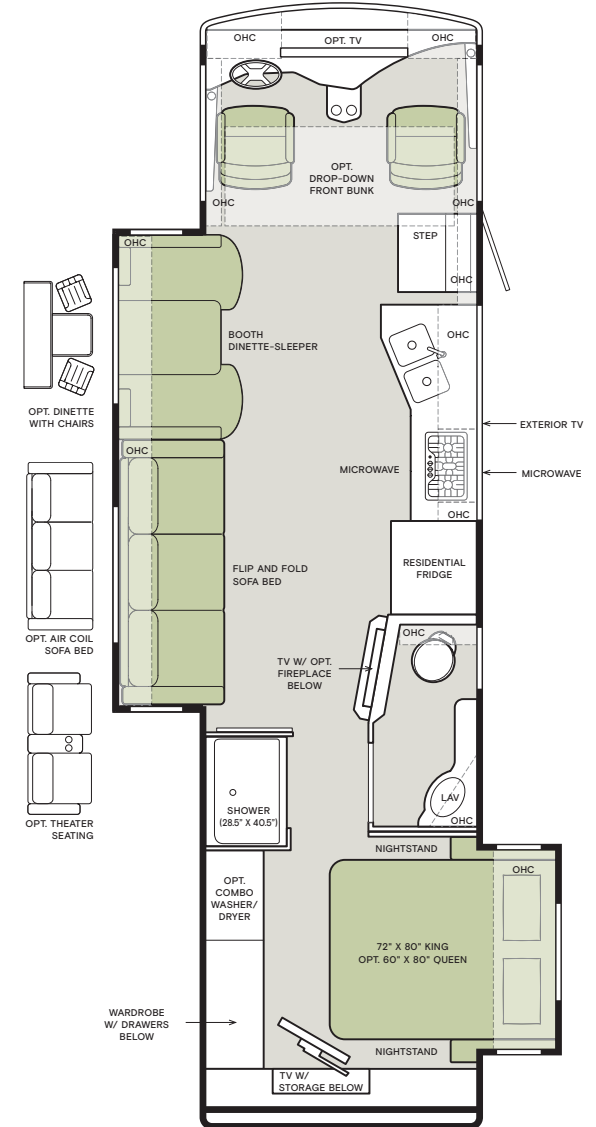 OHC
OPT. TV
OHC
OPT.
DROP-DOWN
FRONT BUNK
OHC
OHC
OHC
STEP
OHC
BOOTH
DINETTE-SLEEPER
OHC
OPT. DINETTE
WITH CHAIRS
EXTERIOR TV
OHC
MICROWAVE
MICROWAVE
OHC
FLIP AND FOLD
SOFA BED
RESIDENTIAL
FRIDGE
OPT. AIR COIL
SOFA BED
OHC
TV W/ OPT.
FIREPLACE
BELOW
LAV
SHOWER
(28.5" X 40.5")
OHC
OPT. THEATER
SEATING
NIGHTSTAND
OHC
OPT.
COMBO
WASHER/
DRYER
72" X 80" KING
OPT. 60" X 80" QUEEN
WARDROBE
W/ DRAWERS
BELOW
NIGHTSTAND
TV W/
STORAGE BELOW